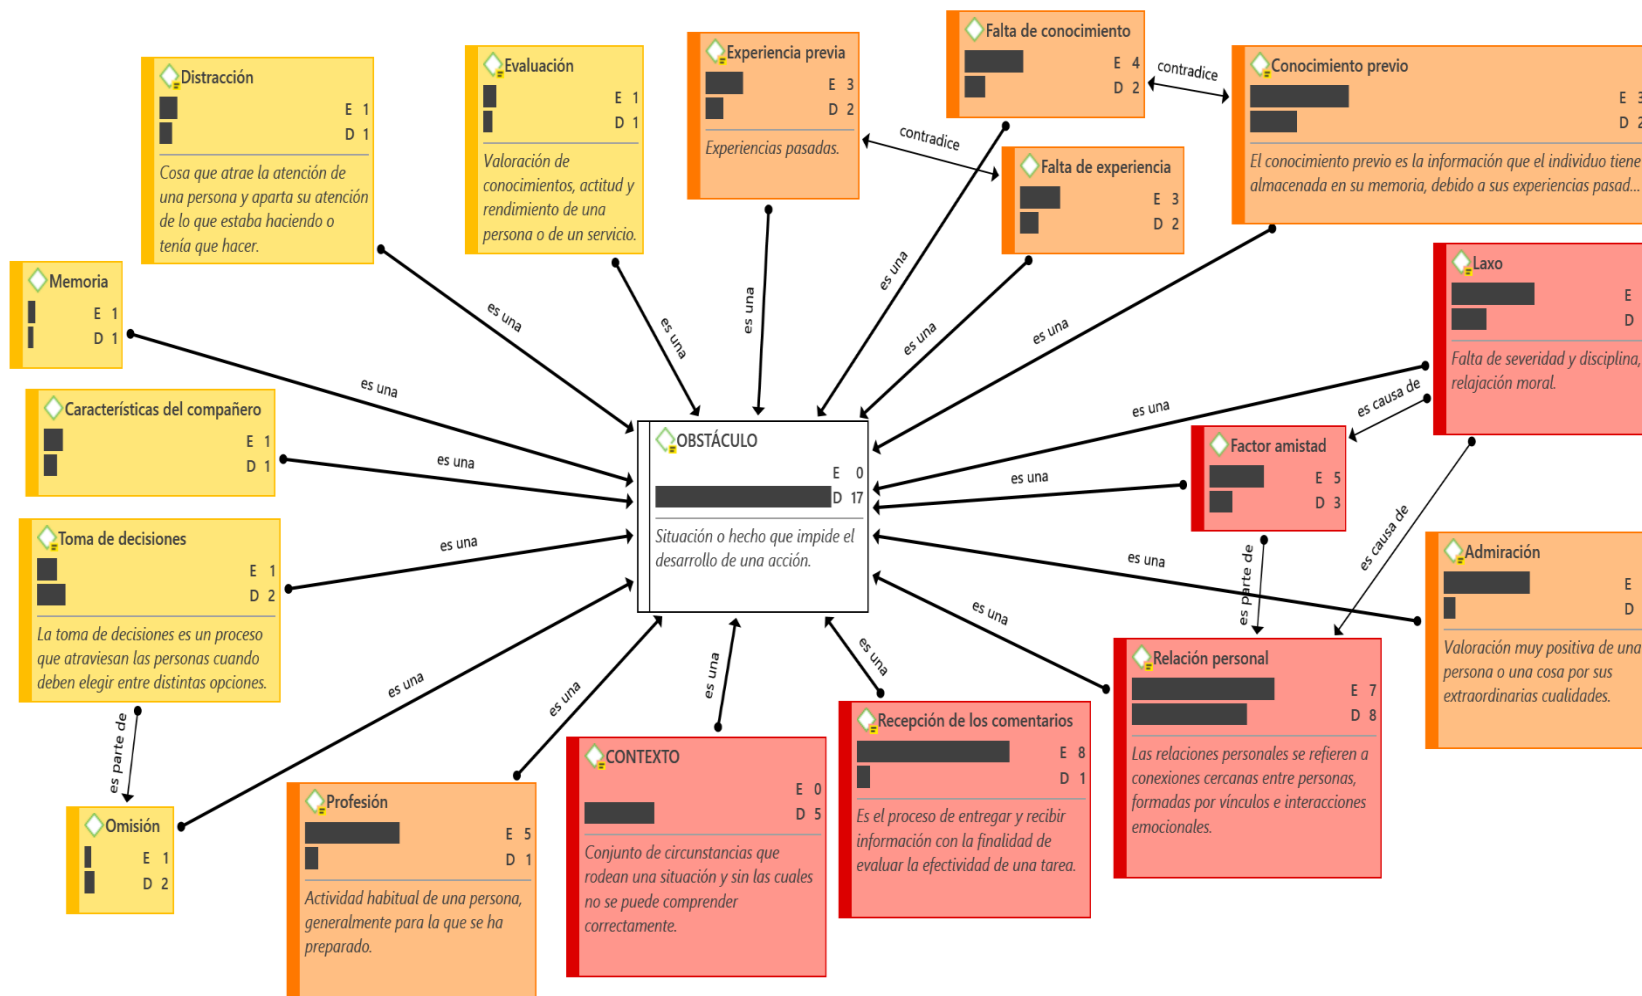 Distracción
E 1
D 1
Cosa que atrae la atención de
una persona y aparta su atención
de lo que estaba haciendo o
tenía que hacer.
Evaluación
E 1
D 1
Valoración de
conocimientos, actitud y
rendimiento de una
persona o de un servicio.
Experiencia previa
E 3
D 2
Experiencias pasadas.
Falta de conocimiento
E 4
D 2
contradice
Conocimiento previo
E 3
D 2
El conocimiento previo es la información que el individuo tiene
almacenada en su memoria, debido a sus experiencias pasad...
contradice
Falta de experiencia
E 3
D 2
Memoria
E 1
D 1
es una
es una
es una
es una
es una
es una
es una
Laxo
E
D
Falta de severidad y disciplina,
relajación moral.
Características del compañero
E 1
D 1
es una
OBSTÁCULO
E 0
D 17
Situación o hecho que impide el
desarrollo de una acción.
es una
es causa de
Factor amistad
E 5
D 3
es una
es causa de
es parte de
Toma de decisiones
E 1
D 2
La toma de decisiones es un proceso
que atraviesan las personas cuando
deben elegir entre distintas opciones.
es una
es una
Admiración
E
D
Valoración muy positiva de una
persona o una cosa por sus
extraordinarias cualidades.
es parte de
es una
es una
es una
es una
es una
Relación personal
E 7
D 8
Las relaciones personales se refieren a
conexiones cercanas entre personas,
formadas por vínculos e interacciones
emocionales.
Omisión
E 1
D 2
Profesión
E 5
D 1
Actividad habitual de una persona,
generalmente para la que se ha
preparado.
CONTEXTO
E 0
D 5
Conjunto de circunstancias que
rodean una situación y sin las cuales
no se puede comprender
correctamente.
Recepción de los comentarios
E 8
D 1
Es el proceso de entregar y recibir
información con la finalidad de
evaluar la efectividad de una tarea.